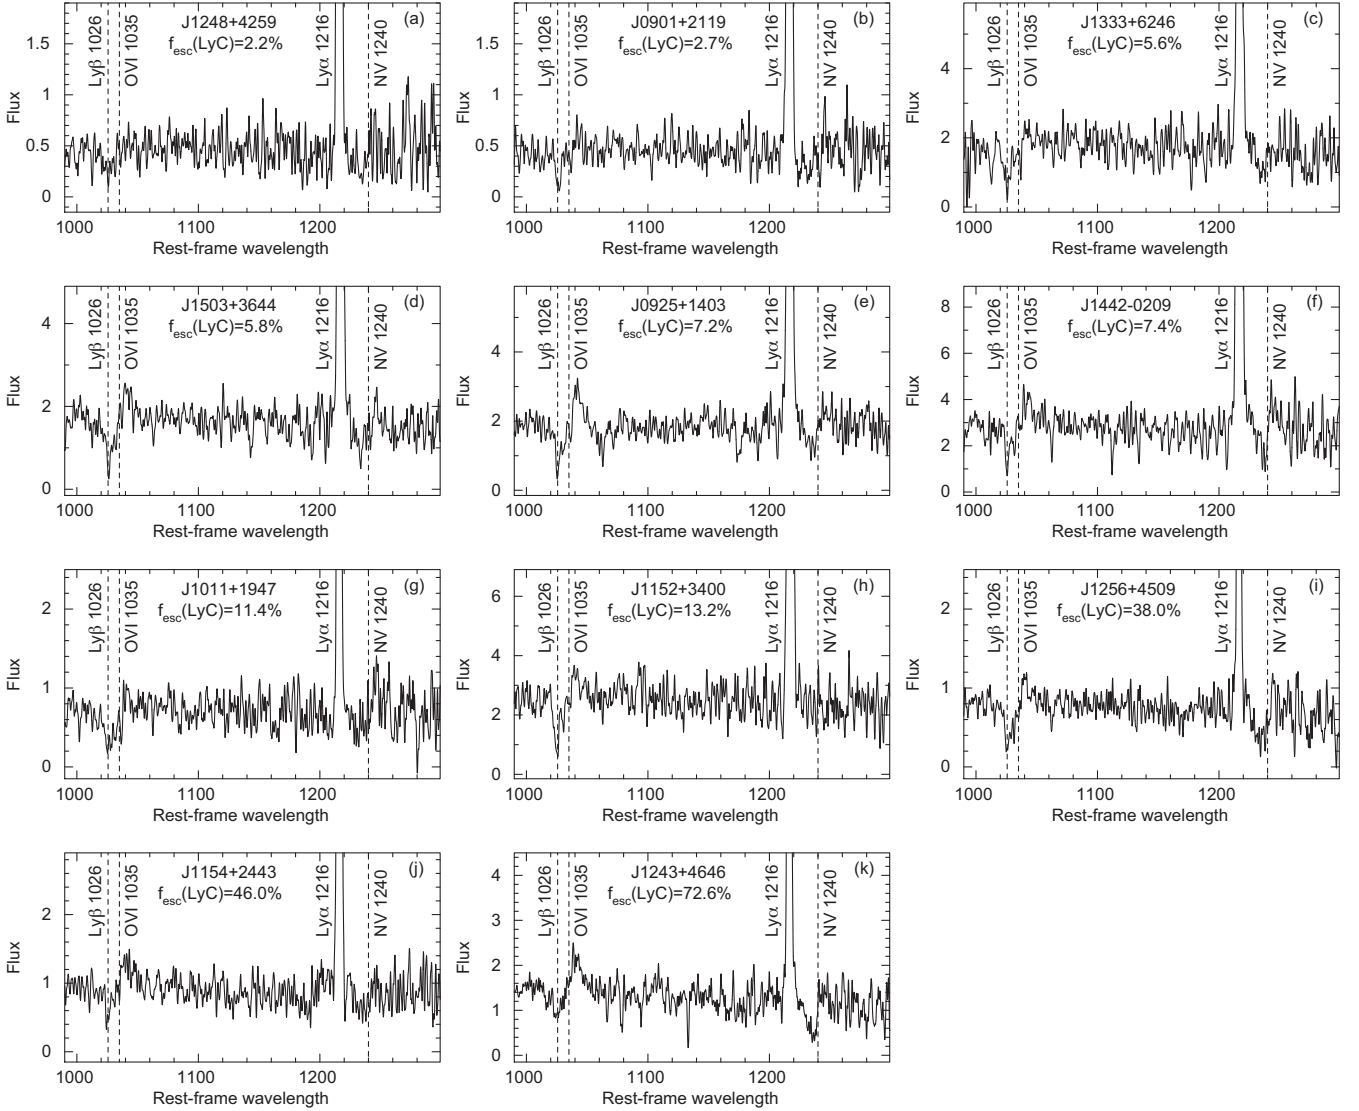 J1248+4259
(a)
f_esc(LyC)=2.2%
Lyβ 1026
OVI 1035
Lyα 1216
NV 1240
Flux
1.5
1
0.5
0
1000 1100 1200
Rest-frame wavelength
J0901+2119
(b)
f_esc(LyC)=2.7%
Lyβ 1026
OVI 1035
Lyα 1216
NV 1240
Flux
1.5
1
0.5
0
1000 1100 1200
Rest-frame wavelength
J1333+6246
(c)
f_esc(LyC)=5.6%
Lyβ 1026
OVI 1035
Lyα 1216
NV 1240
Flux
6
4
2
0
1000 1100 1200
Rest-frame wavelength
J1503+3644
(d)
f_esc(LyC)=5.8%
Lyβ 1026
OVI 1035
Lyα 1216
NV 1240
Flux
4
2
0
1000 1100 1200
Rest-frame wavelength
J0925+1403
(e)
f_esc(LyC)=7.2%
Lyβ 1026
OVI 1035
Lyα 1216
NV 1240
Flux
4
2
0
1000 1100 1200
Rest-frame wavelength
J1442-0209
(f)
f_esc(LyC)=7.4%
Lyβ 1026
OVI 1035
Lyα 1216
NV 1240
Flux
8
6
4
2
0
1000 1100 1200
Rest-frame wavelength
J1011+1947
(g)
f_esc(LyC)=11.4%
Lyβ 1026
OVI 1035
Lyα 1216
NV 1240
Flux
2
1
0
1000 1100 1200
Rest-frame wavelength
J1152+3400
(h)
f_esc(LyC)=13.2%
Lyβ 1026
OVI 1035
Lyα 1216
NV 1240
Flux
6
4
2
0
1000 1100 1200
Rest-frame wavelength
J1256+4509
(i)
f_esc(LyC)=38.0%
Lyβ 1026
OVI 1035
Lyα 1216
NV 1240
Flux
2
1
0
1000 1100 1200
Rest-frame wavelength
J1154+2443
(j)
f_esc(LyC)=46.0%
Lyβ 1026
OVI 1035
Lyα 1216
NV 1240
Flux
2
1
0
1000 1100 1200
Rest-frame wavelength
J1243+4646
(k)
f_esc(LyC)=72.6%
Lyβ 1026
OVI 1035
Lyα 1216
NV 1240
Flux
4
3
2
1
0
1000 1100 1200
Rest-frame wavelength